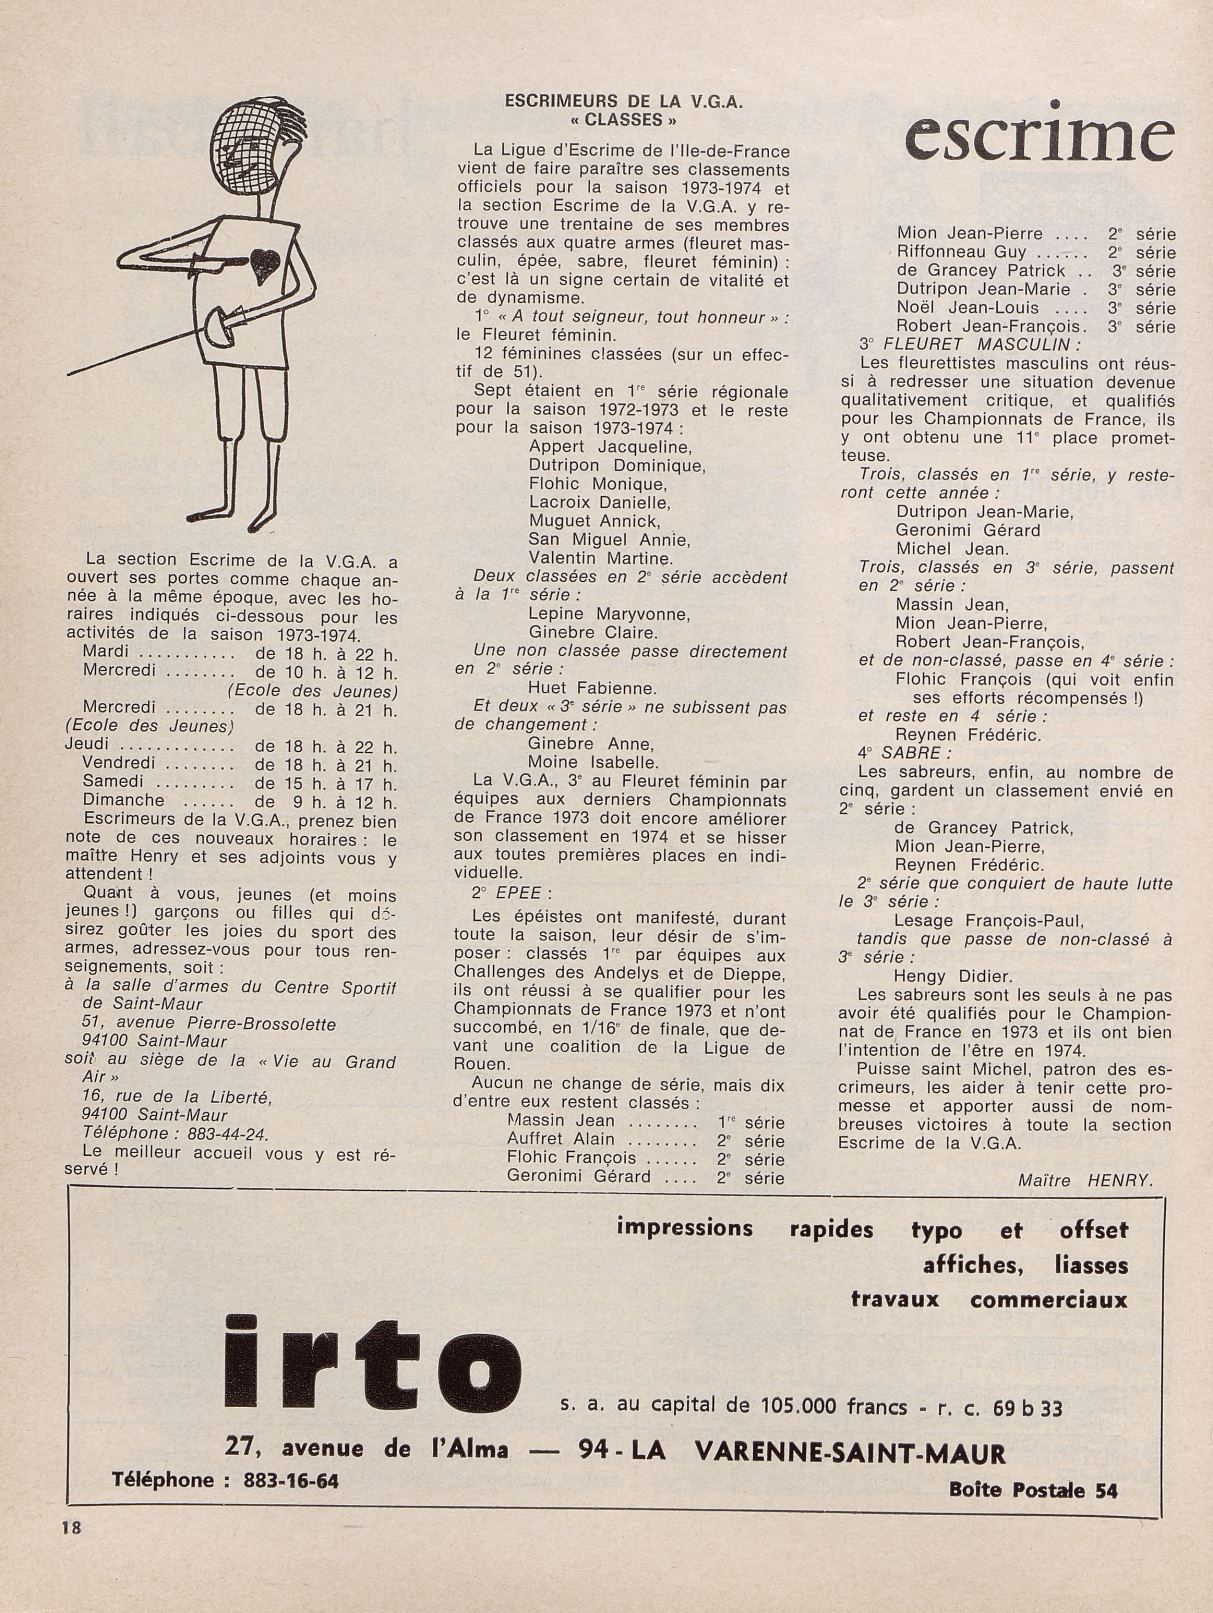 escrime
La section Escrime de la V.G.A. a
ouvert ses portes comme chaque an-
née à la même époque, avec les ho-
raires indiqués ci-dessous pour les
activités de la saison 1973-1974.
Mardi ........... de 18 h. à 22 h.
Mercredi ........ de 10 h. à 12 h.
(Ecole des Jeunes)
Mercredi ........ de 18 h. à 21 h.
(Ecole des Jeunes)
Jeudi ............. de 18 h. à 22 h.
Vendredi ........ de 18 h. à 21 h.
Samedi ......... de 15 h. à 17 h.
Dimanche ...... de 9 h. à 12 h.
Escrimeurs de la V.G.A., prenez bien
note de ces nouveaux horaires : le
maître Henry et ses adjoints vous y
attendent !
Quant à vous, jeunes (et moins
jeunes !) garçons ou filles qui dé-
sirez goûter les joies du sport des
armes, adressez-vous pour tous ren-
seignements, soit :
à la salle d'armes du Centre Sportif
de Saint-Maur
51, avenue Pierre-Brossolette
94100 Saint-Maur
soit au siège de la « Vie au Grand
Air »
16, rue de la Liberté,
94100 Saint-Maur
Téléphone : 883-44-24.
Le meilleur accueil vous y est ré-
servé !
ESCRIMEURS DE LA V.G.A.
« CLASSES »
La Ligue d'Escrime de l'Ile-de-France
vient de faire paraître ses classements
officiels pour la saison 1973-1974 et
la section Escrime de la V.G.A. y re-
trouve une trentaine de ses membres
classés aux quatre armes (fleuret mas-
culin, épée, sabre, fleuret féminin) :
c'est là un signe certain de vitalité et
de dynamisme.
1° « A tout seigneur, tout honneur » :
le Fleuret féminin.
12 féminines classées (sur un effec-
tif de 51).
Sept étaient en 1re série régionale
pour la saison 1972-1973 et le reste
pour la saison 1973-1974 :
Appert Jacqueline,
Dutripon Dominique,
Flohic Monique,
Lacroix Danielle,
Muguet Annick,
San Miguel Annie,
Valentin Martine.
Deux classées en 2e série accèdent
à la 1re série :
Lepine Maryvonne,
Ginebre Claire.
Une non classée passe directement
en 2e série :
Huet Fabienne.
Et deux « 3e série » ne subissent pas
de changement :
Ginebre Anne,
Moine Isabelle.
La V.G.A., 3e au Fleuret féminin par
équipes aux derniers Championnats
de France 1973 doit encore améliorer
son classement en 1974 et se hisser
aux toutes premières places en indi-
viduelle.
2° EPEE :
Les épéistes ont manifesté, durant
toute la saison, leur désir de s'im-
poser : classés 1re par équipes aux
Challenges des Andelys et de Dieppe,
ils ont réussi à se qualifier pour les
Championnats de France 1973 et n'ont
succombé, en 1/16e de finale, que de-
vant une coalition de la Ligue de
Rouen.
Aucun ne change de série, mais dix
d'entre eux restent classés :
Massin Jean ........ 1re série
Auffret Alain ........ 2e série
Flohic François ...... 2e série
Geronimi Gérard .... 2e série
Mion Jean-Pierre .... 2e série
Riffonneau Guy ...... 2e série
de Grancey Patrick .. 3e série
Dutripon Jean-Marie . 3e série
Noël Jean-Louis .... 3e série
Robert Jean-François. 3e série
3° FLEURET MASCULIN :
Les fleurettistes masculins ont réus-
si à redresser une situation devenue
qualitativement critique, et qualifiés
pour les Championnats de France, ils
y ont obtenu une 11e place promet-
teuse.
Trois, classés en 1re série, y reste-
ront cette année :
Dutripon Jean-Marie,
Geronimi Gérard
Michel Jean.
Trois, classés en 3e série, passent
en 2e série :
Massin Jean,
Mion Jean-Pierre,
Robert Jean-François,
et de non-classé, passe en 4e série :
Flohic François (qui voit enfin
ses efforts récompensés !)
et reste en 4 série :
Reynen Frédéric.
4° SABRE :
Les sabreurs, enfin, au nombre de
cinq, gardent un classement envié en
2e série :
de Grancey Patrick,
Mion Jean-Pierre,
Reynen Frédéric.
2e série que conquiert de haute lutte
le 3e série :
Lesage François-Paul,
tandis que passe de non-classé à
3e série :
Hengy Didier.
Les sabreurs sont les seuls à ne pas
avoir été qualifiés pour le Champion-
nat de France en 1973 et ils ont bien
l'intention de l'être en 1974.
Puisse saint Michel, patron des es-
crimeurs, les aider à tenir cette pro-
messe et apporter aussi de nom-
breuses victoires à toute la section
Escrime de la V.G.A.
Maître HENRY.
impressions rapides typo et offset
affiches, liasses
travaux commerciaux
irto
s. a. au capital de 105.000 francs - r. c. 69 b 33
27, avenue de l'Alma — 94 - LA VARENNE-SAINT-MAUR
Téléphone : 883-16-64
Boîte Postale 54
18